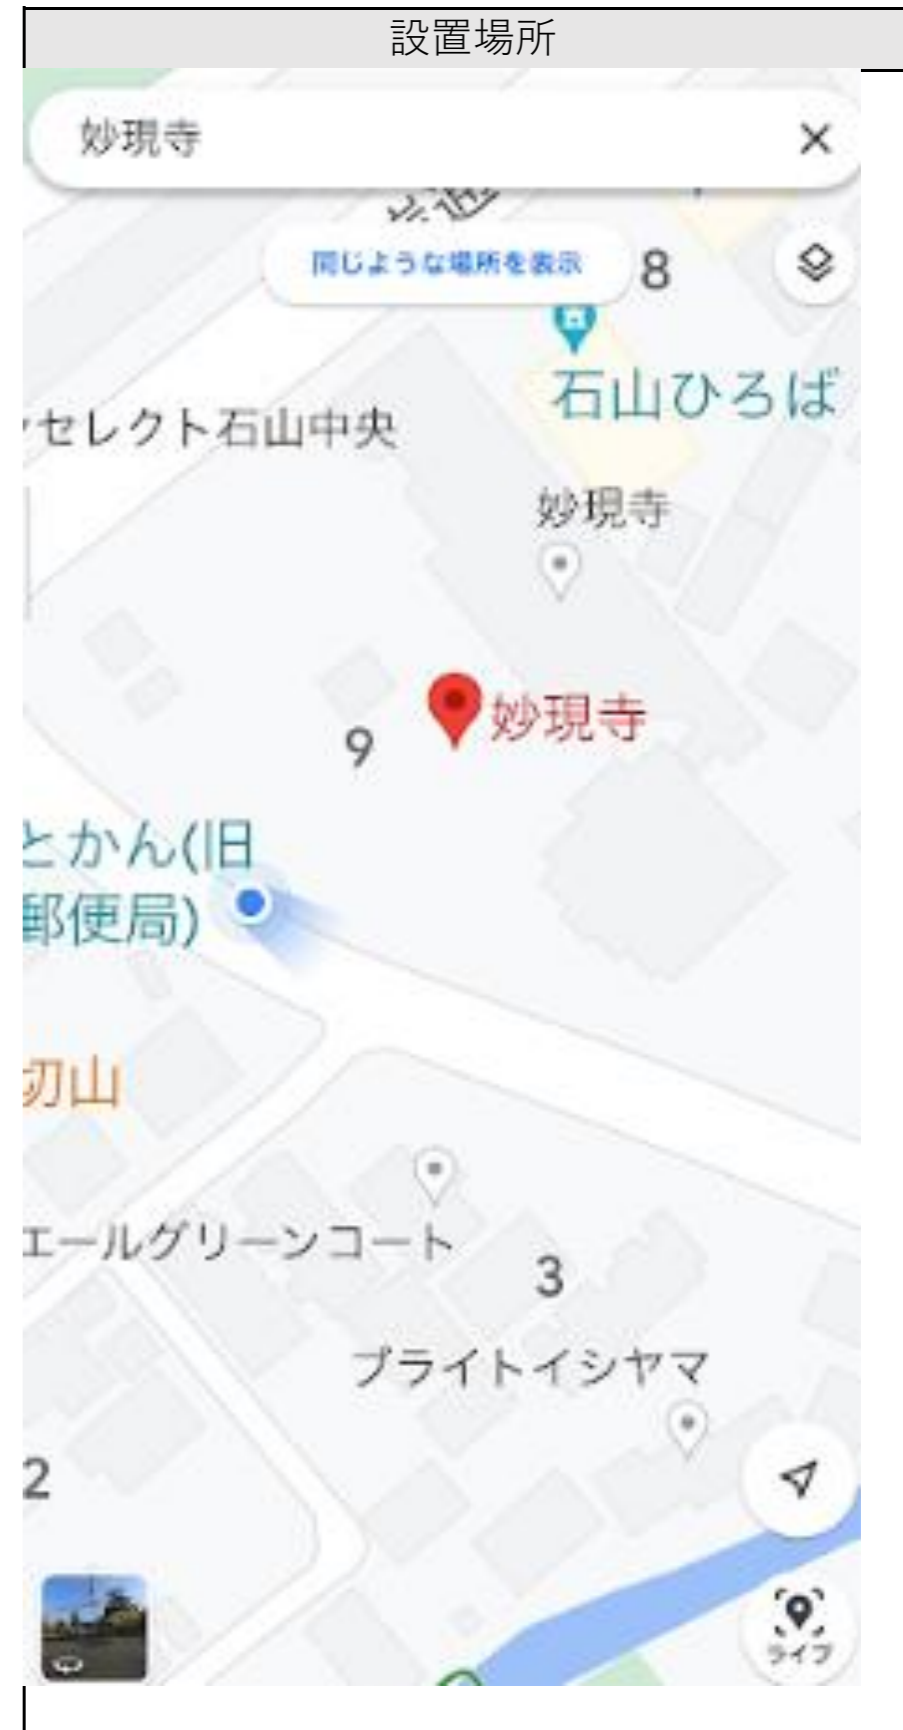 設置場所
妙現寺
同じような場所を表示
8
石山ひろば
セレクト石山中央
妙現寺
妙現寺
9
とかん(旧
郵便局)
切山
エールグリーンコート
3
ブライトイシヤマ
2
ライブ